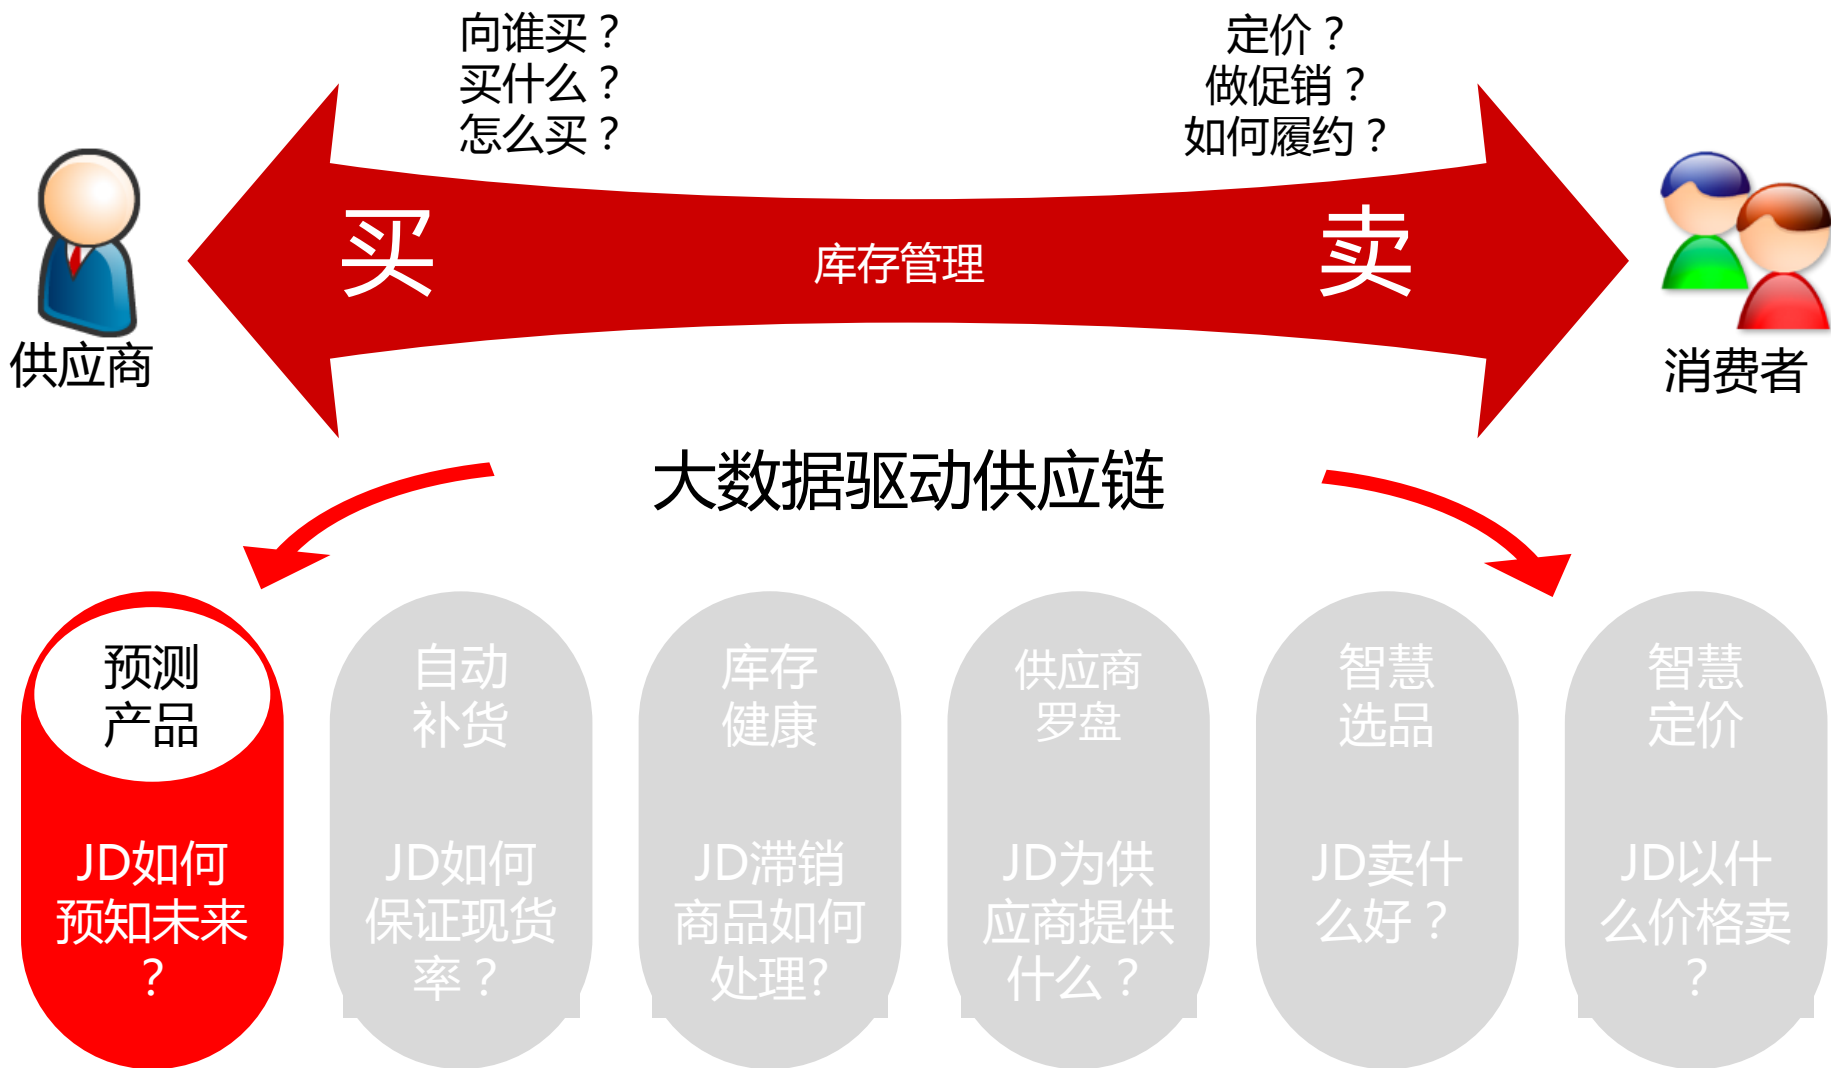 向谁买？
买什么？
怎么买？
定价？
做促销？
如何履约？
买
库存管理
卖
供应商
消费者
大数据驱动供应链
预测
产品
JD如何
预知未来
？
自动
补货
JD如何
保证现货
率？
库存
健康
JD滞销
商品如何
处理?
供应商
罗盘
JD为供
应商提供
什么？
智慧
选品
JD卖什
么好？
智慧
定价
JD以什
么价格卖
？